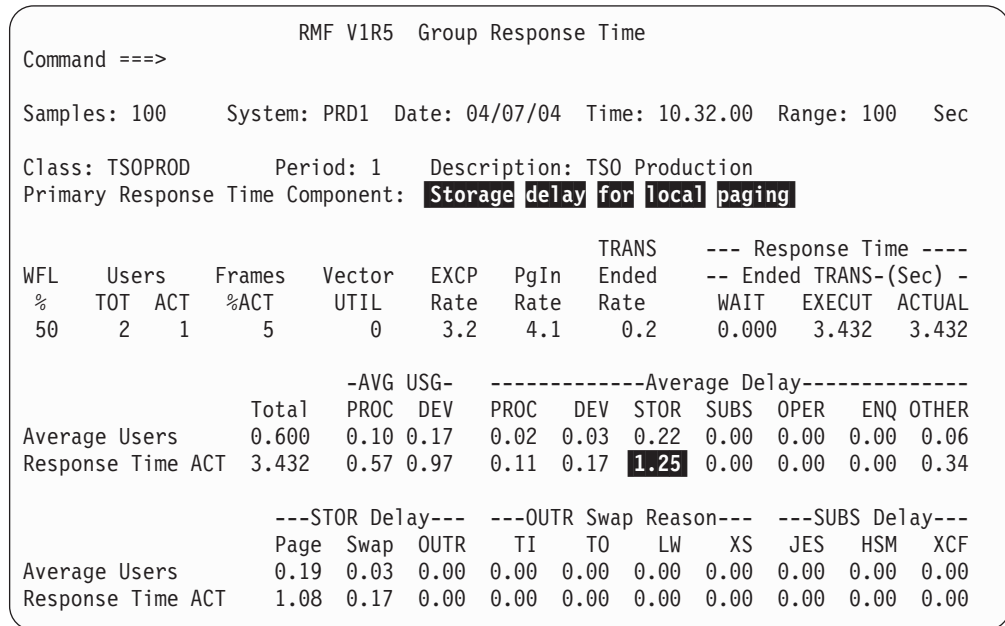 RMF V1R5 Group Response Time
Command ===>
Samples: 100 System: PRD1 Date: 04/07/04 Time: 10.32.00 Range: 100 Sec
Class: TSOPROD Period: 1 Description: TSO Production
Primary Response Time Component: Storage delay for local paging
TRANS --- Response Time ----
WFL Users Frames Vector EXCP PgIn Ended -- Ended TRANS-(Sec) -
% TOT ACT %ACT UTIL Rate Rate Rate WAIT EXECUT ACTUAL
50 2 1 5 0 3.2 4.1 0.2 0.000 3.432 3.432
-AVG USG- -------------Average Delay--------------
Total PROC DEV PROC DEV STOR SUBS OPER ENQ OTHER
Average Users 0.600 0.10 0.17 0.02 0.03 0.22 0.00 0.00 0.00 0.06
Response Time ACT 3.432 0.57 0.97 0.11 0.17 1.25 0.00 0.00 0.00 0.34
---STOR Delay--- ---OUTR Swap Reason--- ---SUBS Delay---
Page Swap OUTR TI TO LW XS JES HSM XCF
Average Users 0.19 0.03 0.00 0.00 0.00 0.00 0.00 0.00 0.00 0.00
Response Time ACT 1.08 0.17 0.00 0.00 0.00 0.00 0.00 0.00 0.00 0.00